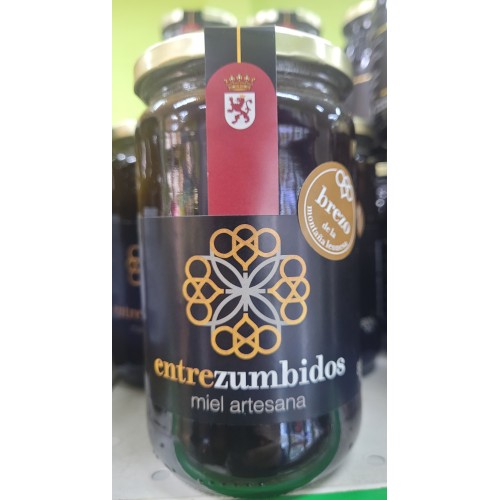 brezo
de la
montaña leonesa
entrezumbidos
miel artesana